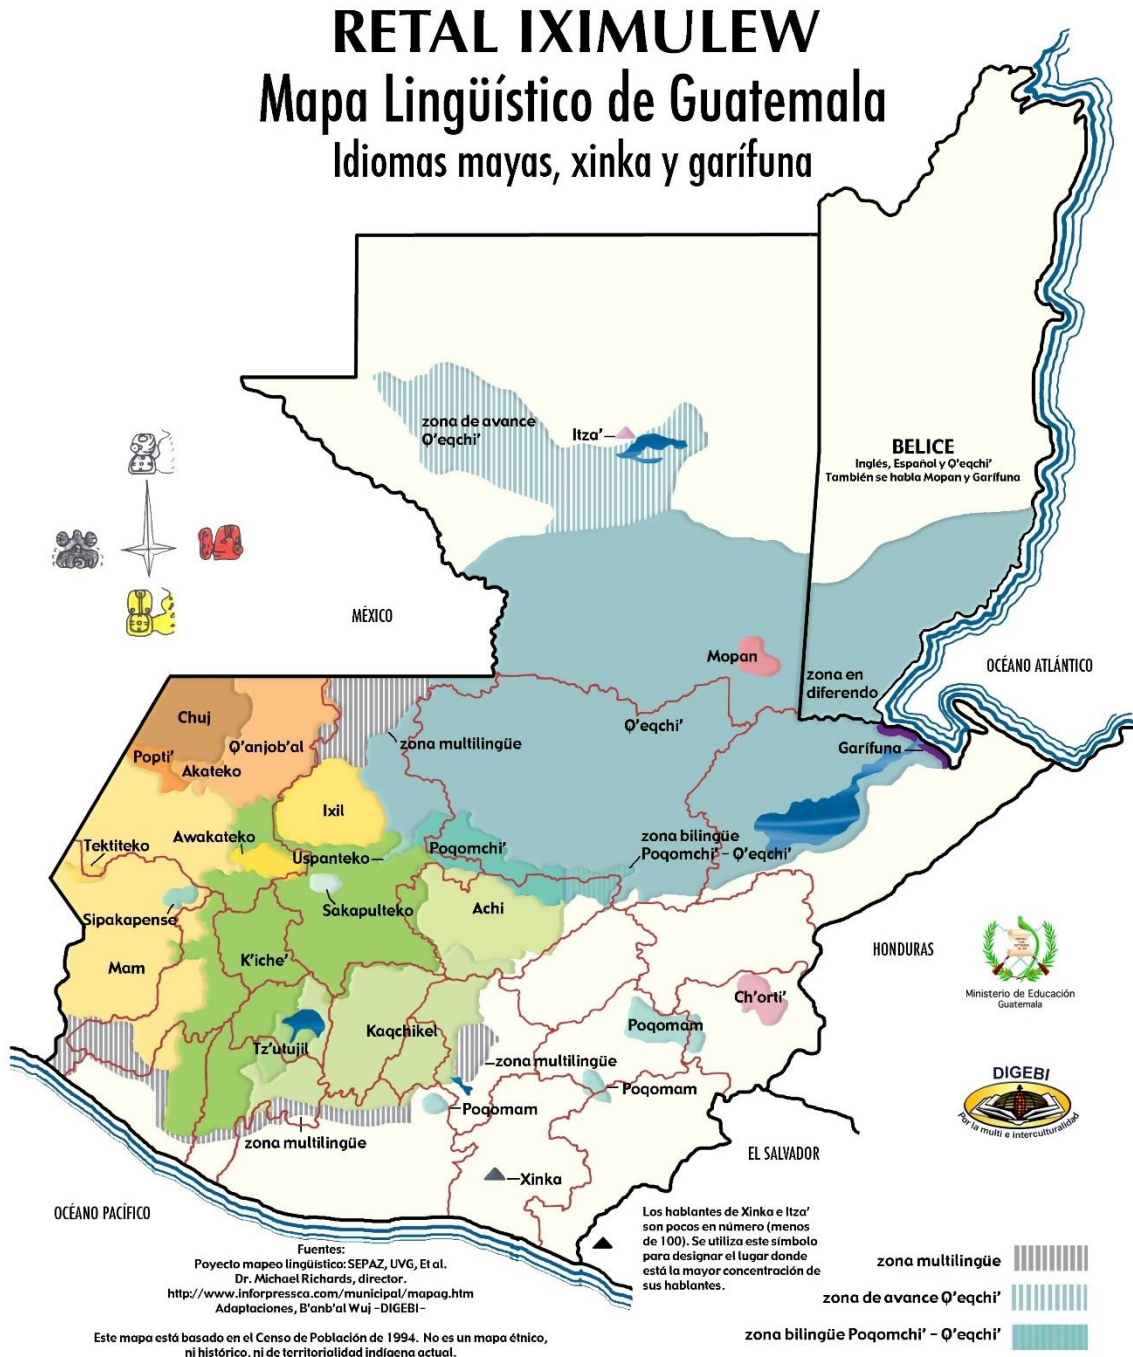 RETAL IXIMULEW
Mapa Lingüístico de Guatemala
Idiomas mayas, xinka y garífuna
zona de avance
Q'eqchi'
Itza'
BELICE
Inglés, Español y Q'eqchi'
También se habla Mopan y Garífuna
MÉXICO
Mopan
zona en
diferendo
OCÉANO ATLÁNTICO
Chuj
Q'anjob'al
Q'eqchi'
Popti'
Akateko
zona multilingüe
Garífuna
Ixil
Awakateko
Tektiteko
Uspanteko
Poqomchi'
zona bilingüe
Poqomchi' - Q'eqchi'
Sipakapense
Sakapulteko
Achi
Mam
K'iche'
HONDURAS
Ministerio de Educación
Guatemala
Ch'orti'
Tz'utujil
Kaqchikel
Poqomam
zona multilingüe
Poqomam
Poqomam
zona multilingüe
DIGEBI
Por la multi e interculturalidad
EL SALVADOR
Xinka
OCÉANO PACÍFICO
Los hablantes de Xinka e Itza'
son pocos en número (menos
de 100). Se utiliza este símbolo
para designar el lugar donde
está la mayor concentración de
sus hablantes.
Fuentes:
Poyecto mapeo lingüístico: SEPAZ, UVG, Et al.
Dr. Michael Richards, director.
http://www.inforpressca.com/municipal/mapag.htm
Adaptaciones, B'anb'al Wuj -DIGEBI-
zona multilingüe
zona de avance Q'eqchi'
zona bilingüe Poqomchi' - Q'eqchi'
Este mapa está basado en el Censo de Población de 1994. No es un mapa étnico,
ni histórico, ni de territorialidad indígena actual.